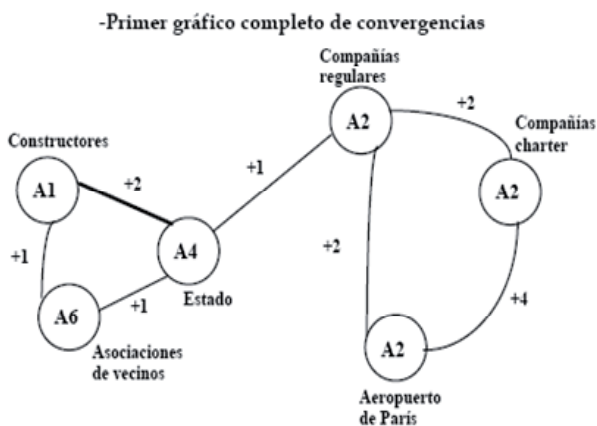 -Primer gráfico completo de convergencias
Compañías
regulares
A2
+2
Compañías
charter
A2
Constructores
A1
+2
+1
+1
A4
Estado
+2
+1
A6
+1
Asociaciones
de vecinos
+4
A2
Aeropuerto
de París